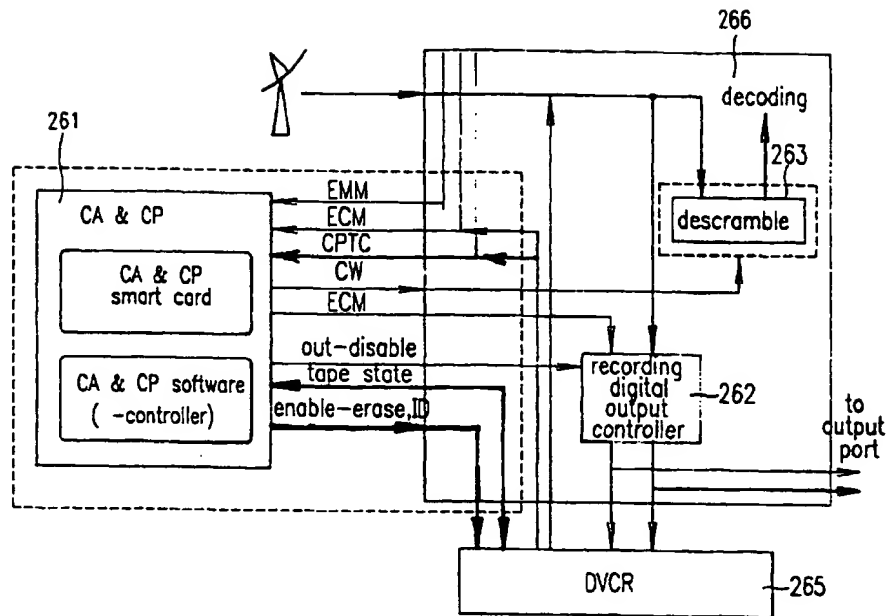 266
decoding
261
263
EMM
CA & CP
ECM
descramble
CPTC
CA & CP
smart card
CW
ECM
out-disable
tape state
CA & CP software
( -controller)
enable-erase,ID
recording
digital
output
controller
262
to
output
port
DVCR
265